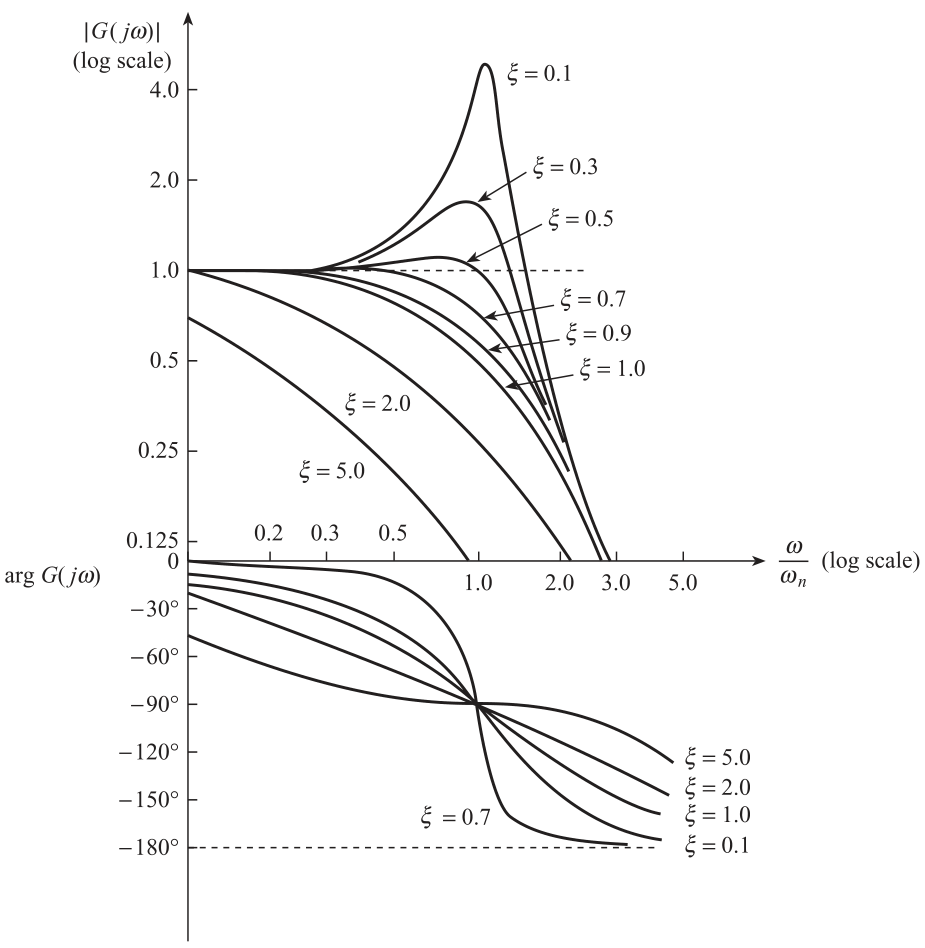 |G(jω)|
(log scale)
4.0
ξ = 0.1
2.0
ξ = 0.3
ξ = 0.5
1.0
ξ = 0.7
ξ = 0.9
0.5
ξ = 1.0
ξ = 2.0
0.25
ξ = 5.0
0.125
0.2 0.3 0.5
0
ω/ωn (log scale)
arg G(jω)
1.0 2.0 3.0 5.0
−30°
−60°
−90°
−120°
ξ = 5.0
ξ = 2.0
−150°
ξ = 0.7
ξ = 1.0
−180°
ξ = 0.1